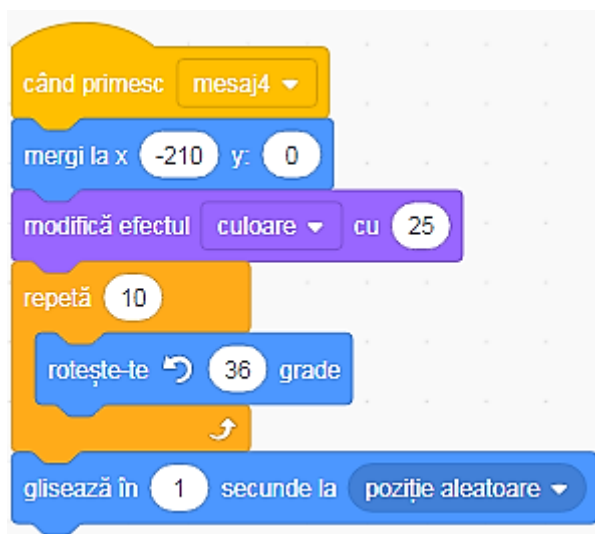 când primesc mesaj4
mergi la x -210 y: 0
modifică efectul culoare cu 25
repetă 10
rotește-te 36 grade
glisează în 1 secunde la poziție aleatoare